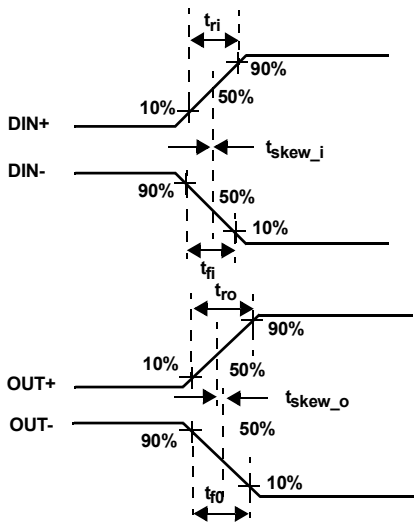 tri
90%
10%
50%
DIN+
tskew_i
DIN-
90%
50%
10%
tfi
tro
90%
10%
50%
OUT+
tskew_o
OUT-
90%
50%
10%
tf0